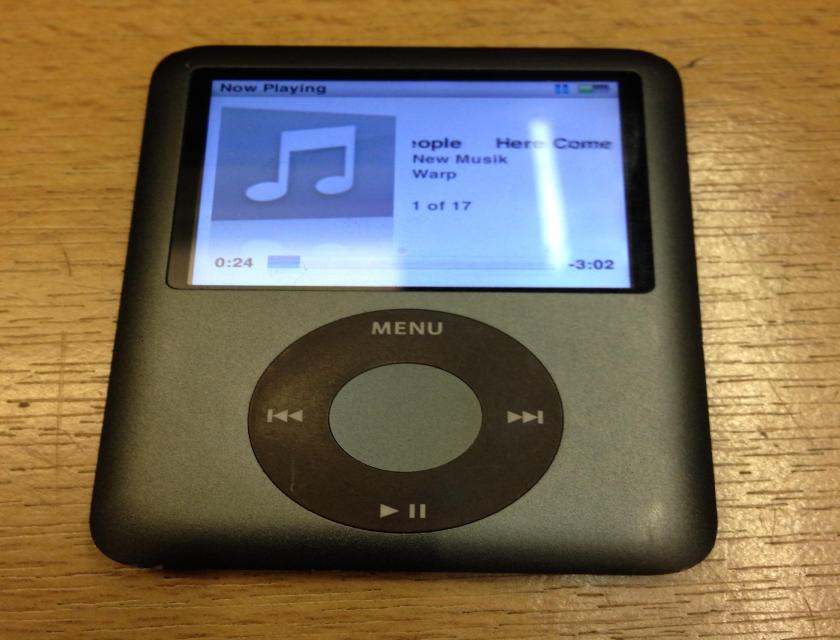 Now Playing
eople Here Come
New Musik
Warp
1 of 17
0:24 -3:02
MENU